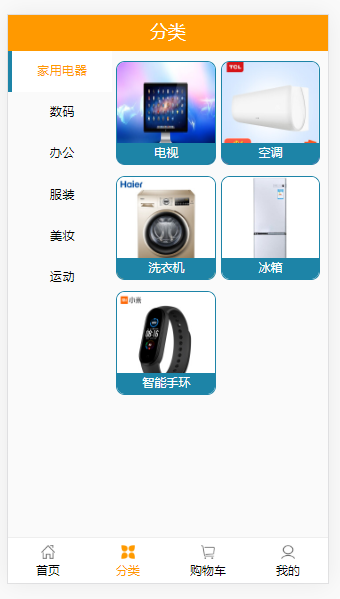 分类
家用电器
数码
办公
服装
美妆
运动
TCL
电视
空调
Haier
洗衣机
冰箱
小米
智能手环
首页
分类
购物车
我的